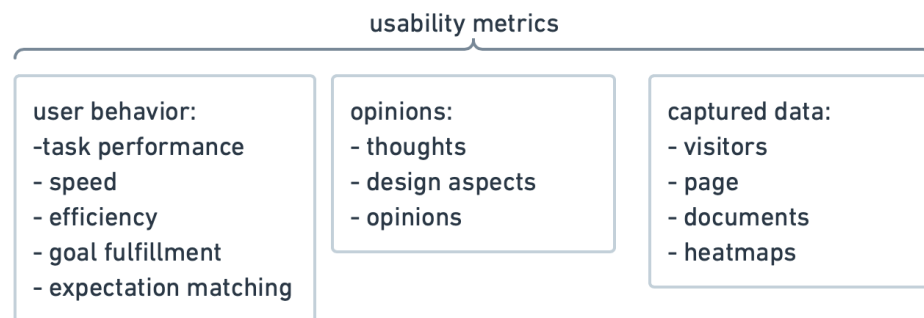 usability metrics
user behavior:
-task performance
- speed
- efficiency
- goal fulfillment
- expectation matching
opinions:
- thoughts
- design aspects
- opinions
captured data:
- visitors
- page
- documents
- heatmaps